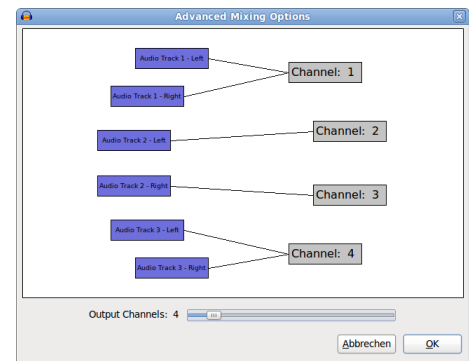 Advanced Mixing Options
Audio Track 1 - Left
Channel: 1
Audio Track 1 - Right
Channel: 2
Audio Track 2 - Left
Audio Track 2 - Right
Channel: 3
Audio Track 3 - Left
Channel: 4
Audio Track 3 - Right
Output Channels: 4
Abbrechen OK